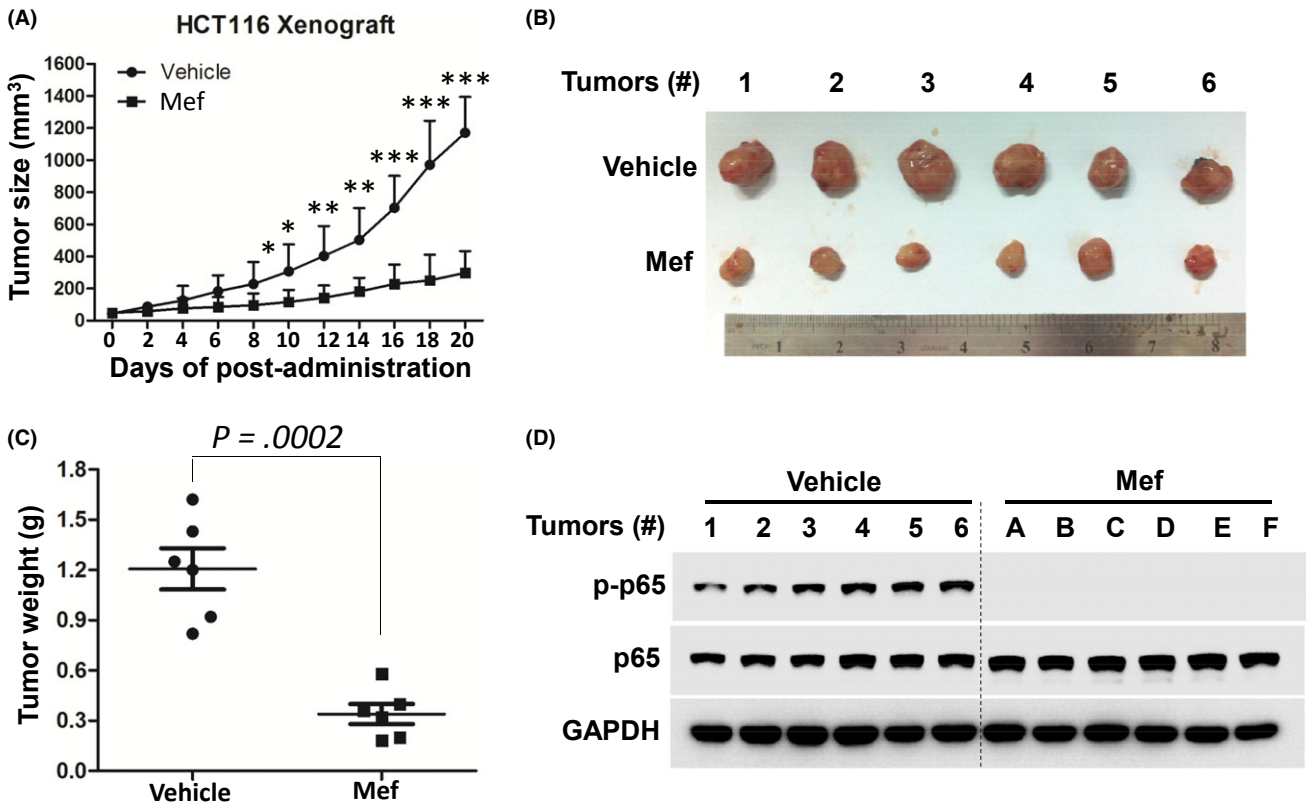 (A)
HCT116 Xenograft
Tumor size (mm³)
1600
1400
1200
1000
800
600
400
200
0
Vehicle
Mef
* * ** ** *** *** ***
0 2 4 6 8 10 12 14 16 18 20
Days of post-administration
(B)
Tumors (#) 1 2 3 4 5 6
Vehicle
Mef
1 2 3 4 5 6 7 8
(C)
P = .0002
Tumor weight (g)
1.8
1.5
1.2
0.9
0.6
0.3
0.0
Vehicle Mef
(D)
Vehicle Mef
Tumors (#) 1 2 3 4 5 6 A B C D E F
p-p65
p65
GAPDH